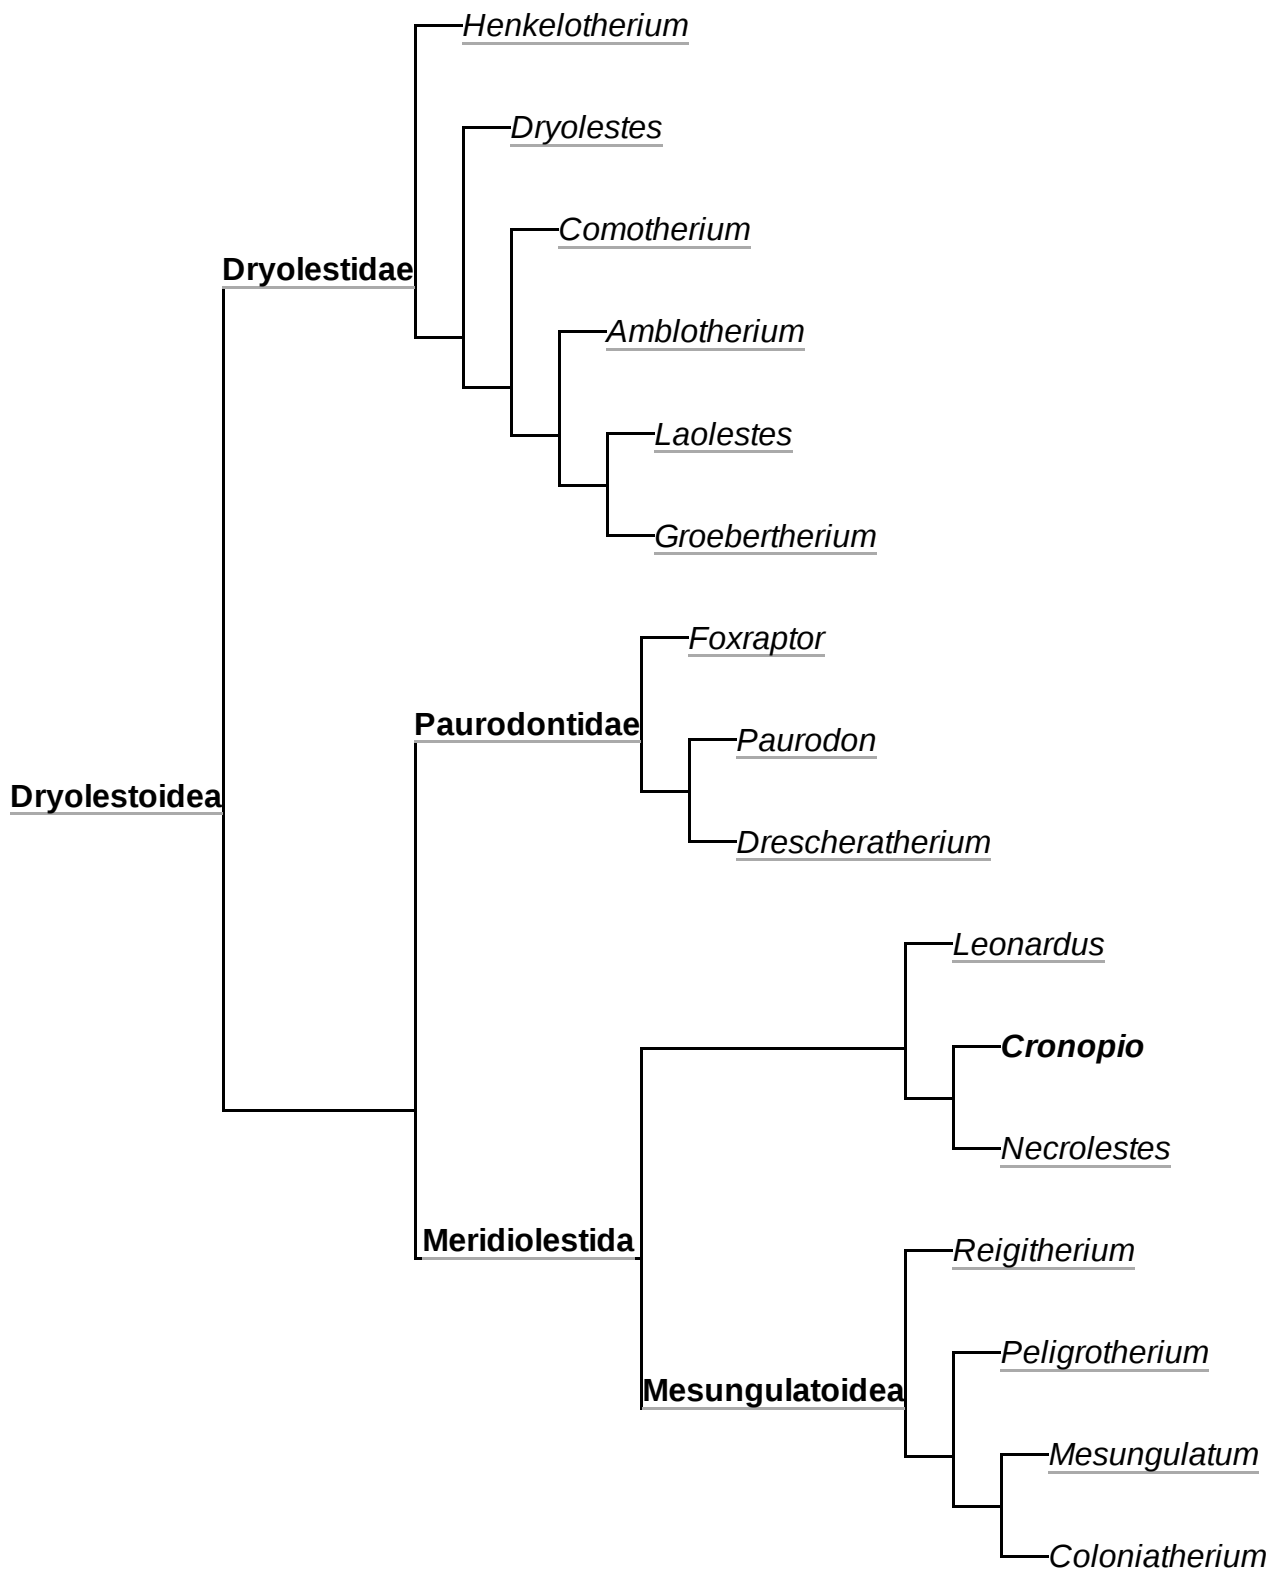 Henkelotherium
Dryolestes
Comotherium
Dryolestidae
Amblotherium
Laolestes
Groebertherium
Foxraptor
Paurodontidae
Paurodon
Dryolestoidea
Drescheratherium
Leonardus
Cronopio
Necrolestes
Meridiolestida
Reigitherium
Peligrotherium
Mesungulatoidea
Mesungulatum
Coloniatherium